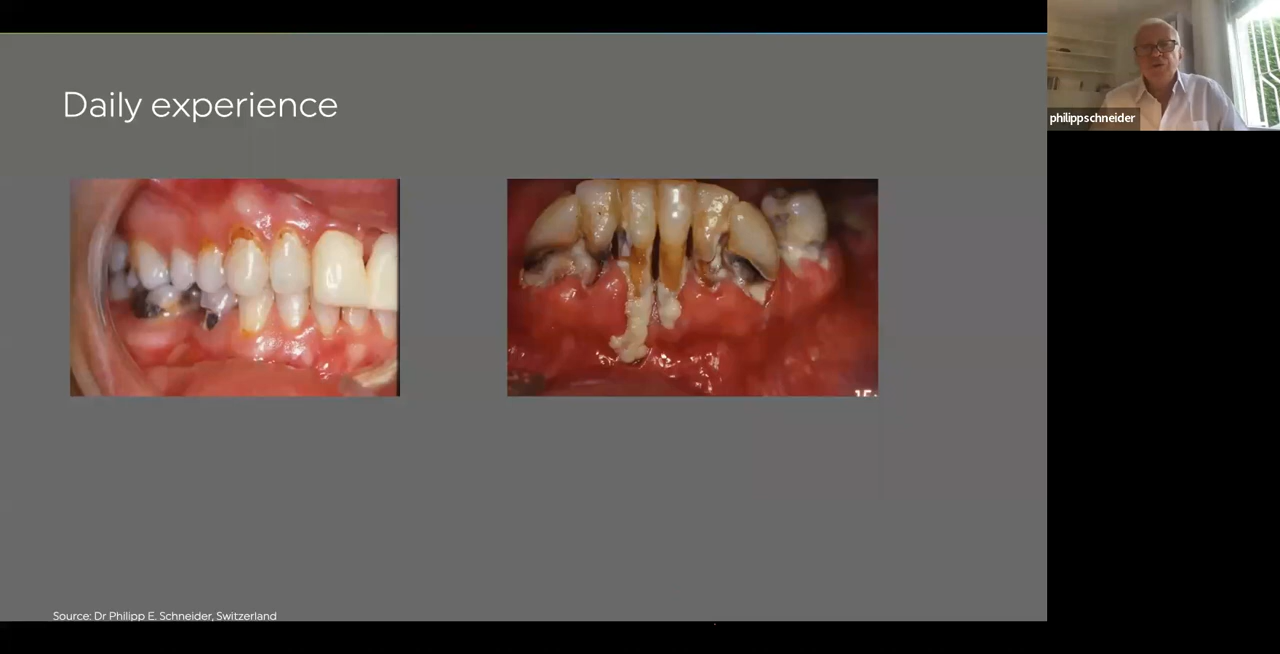 Daily experience
philippschneider
Source: Dr Philipp E. Schneider, Switzerland